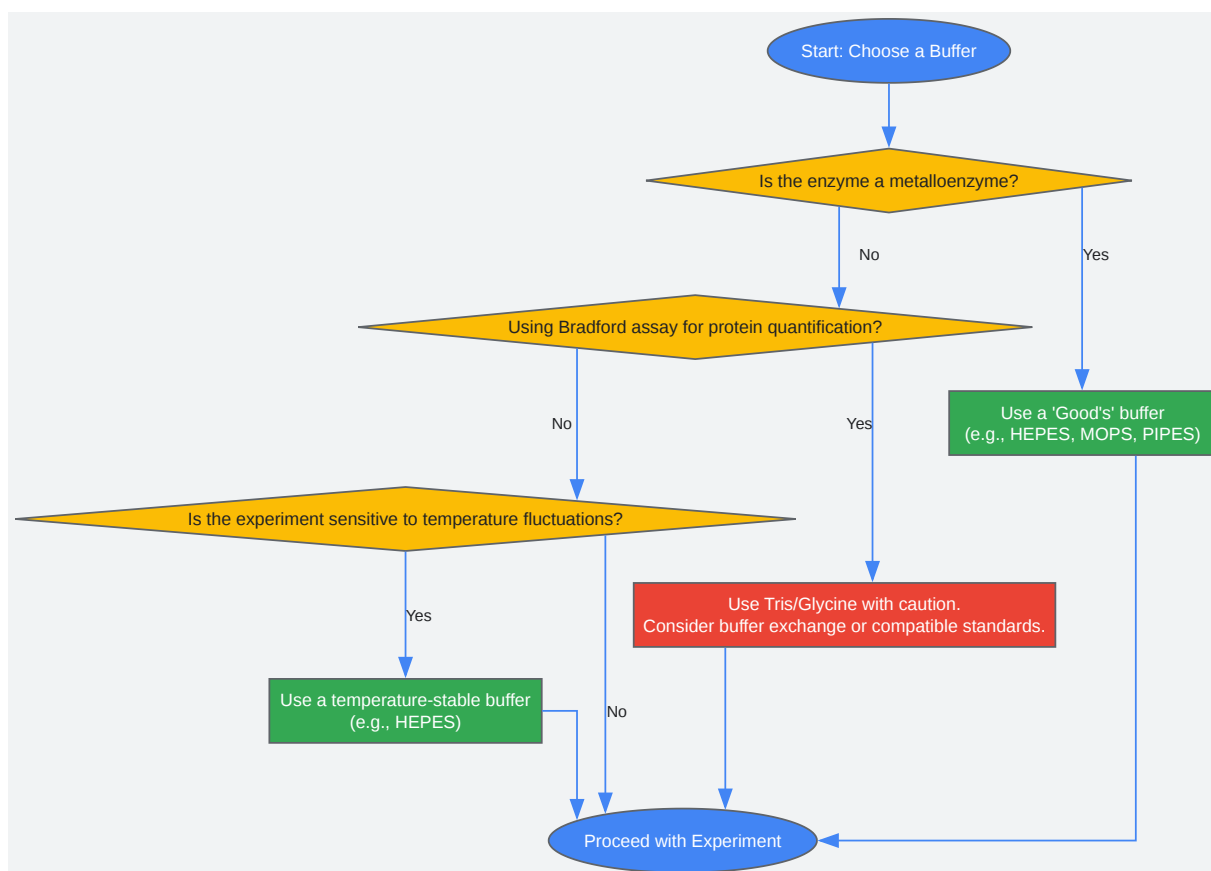 Start: Choose a Buffer
Is the enzyme a metalloenzyme?
No
Yes
Using Bradford assay for protein quantification?
Use a 'Good's' buffer
(e.g., HEPES, MOPS, PIPES)
No
Yes
Is the experiment sensitive to temperature fluctuations?
Use Tris/Glycine with caution.
Consider buffer exchange or compatible standards.
Yes
Use a temperature-stable buffer
(e.g., HEPES)
No
Proceed with Experiment